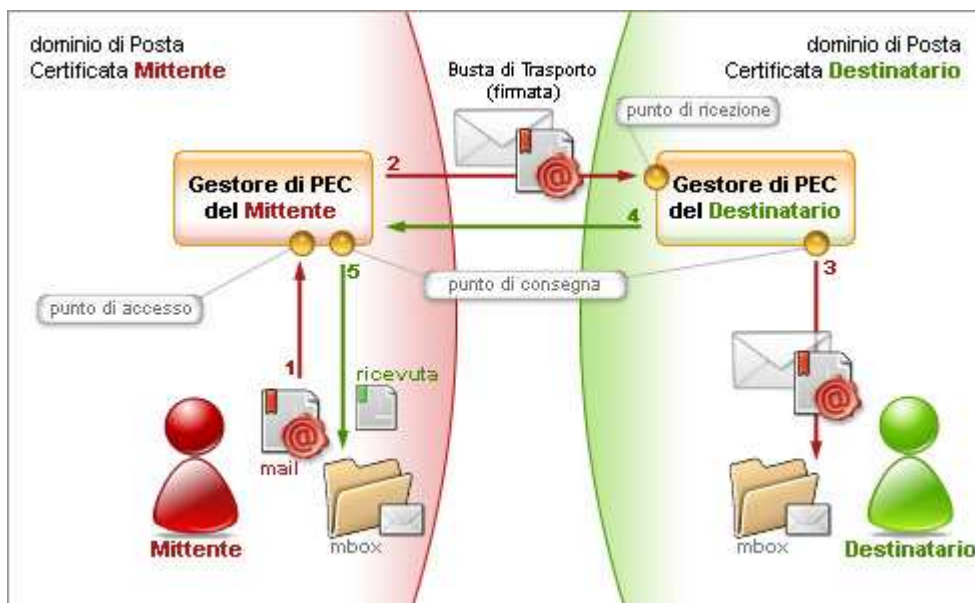 dominio di Posta
Certificata Mittente
dominio di Posta
Certificata Destinatario
Busta di Trasporto
(firmata)
punto di ricezione
2
Gestore di PEC
del Mittente
Gestore di PEC
del Destinatario
4
5
3
punto di accesso
punto di consegna
1
ricevuta
@
@
@
mail
mbox
mbox
Mittente
Destinatario